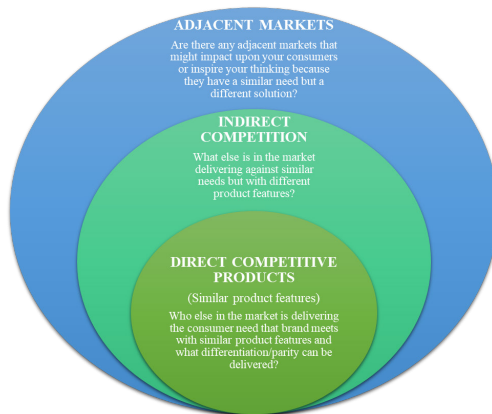 ADJACENT MARKETS
Are there any adjacent markets that
might impact upon your consumers
or inspire your thinking because
they have a similar need but a
different solution?
INDIRECT
COMPETITION
What else is in the market
delivering against similar
needs but with different
product features?
DIRECT COMPETITIVE
PRODUCTS
(Similar product features)
Who else in the market is delivering
the consumer need that brand meets
with similar product features and
what differentiation/parity can be
delivered?